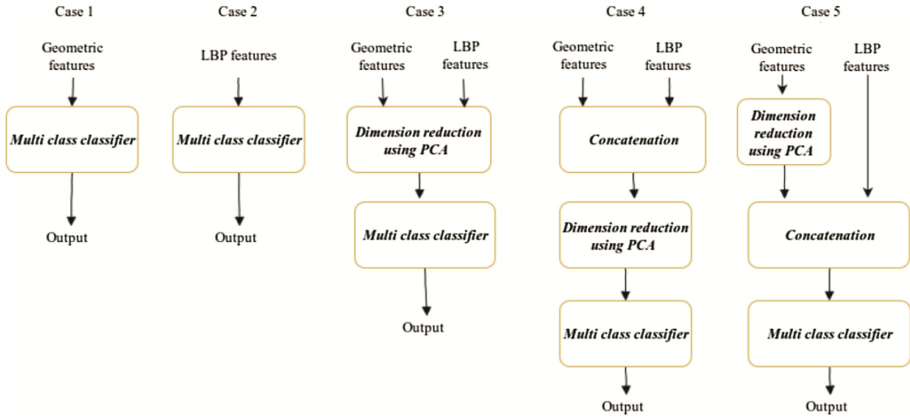 Case 1
Geometric
features
Multi class classifier
Output
Case 2
LBP features
Multi class classifier
Output
Case 3
Geometric
features
LBP
features
Dimension reduction
using PCA
Multi class classifier
Output
Case 4
Geometric
features
LBP
features
Concatenation
Dimension reduction
using PCA
Multi class classifier
Output
Case 5
Geometric
features
LBP
features
Dimension
reduction
using PCA
Concatenation
Multi class classifier
Output